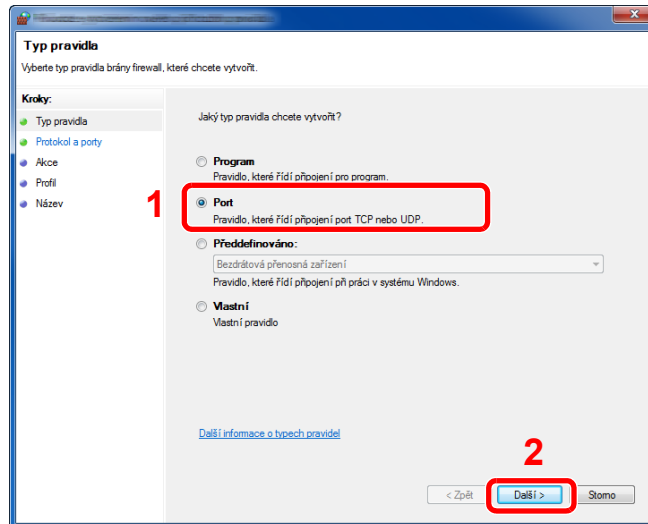 Typ pravidla
Vyberte typ pravidla brány firewall, které chcete vytvořit.
Kroky:
Typ pravidla
Protokol a porty
Akce
Profil
Název
Jaký typ pravidla chcete vytvořit?
Program
Pravidlo, které řídí připojení pro program.
1
Port
Pravidlo, které řídí připojení port TCP nebo UDP.
Předdefinováno:
Bezdrátová přenosná zařízení
Pravidlo, které řídí připojení při práci v systému Windows.
Vlastní
Vlastní pravidlo
Další informace o typech pravidel
2
< Zpět
Další >
Storno